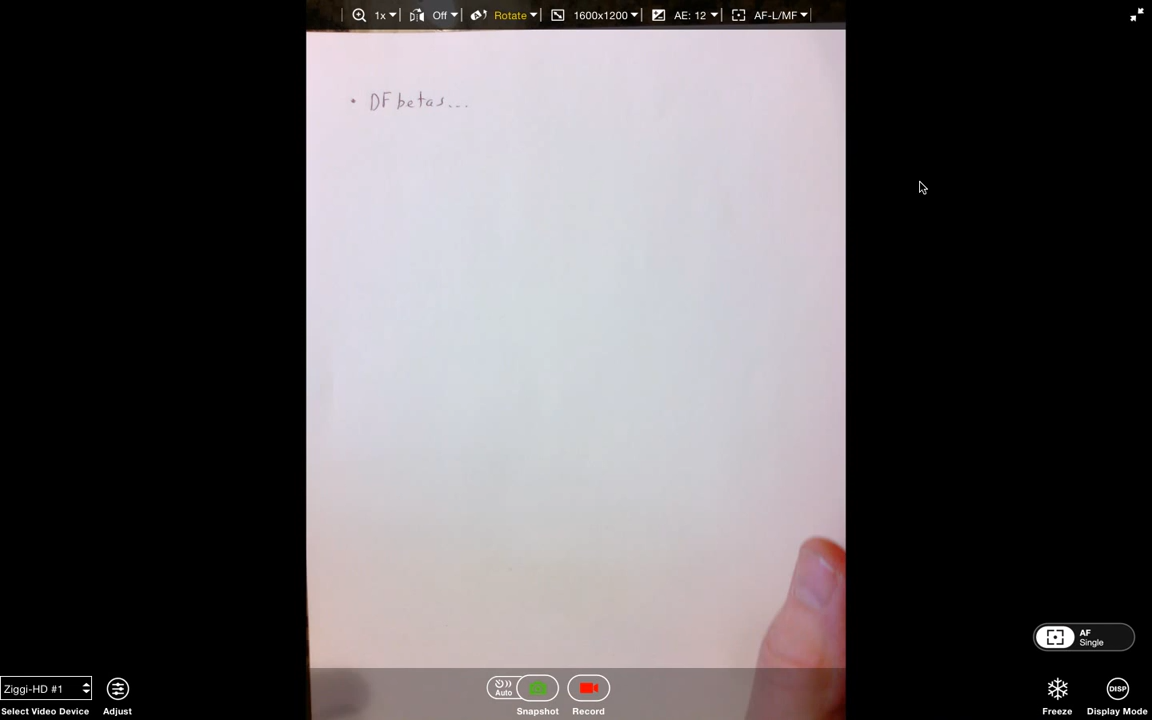 1x
Off
Rotate
1600x1200
AE: 12
AF-L/MF
• DF betas...
AF
Single
Ziggi-HD #1
Select Video Device
Adjust
Auto
Snapshot
Record
Freeze
DISP
Display Mode